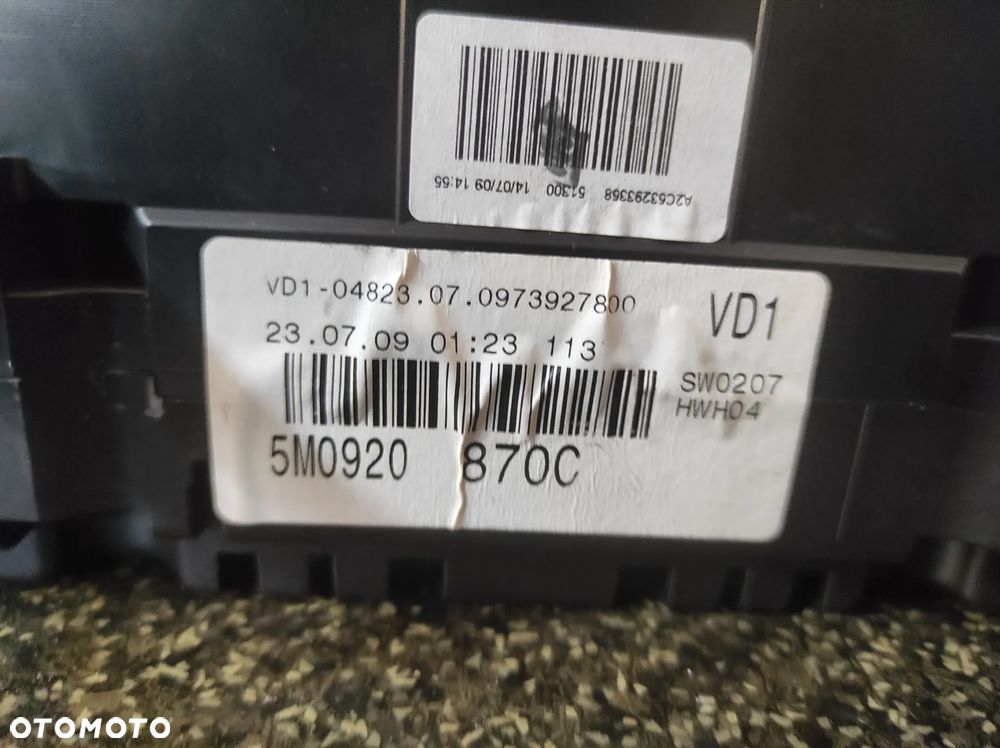 A2C53293358 51300 14/07/09 14:55
VD1-04823.07.0973927800
VD1
23.07.09 01:23 113
SW0207
HWH04
5M0920 870C
OTOMOTO